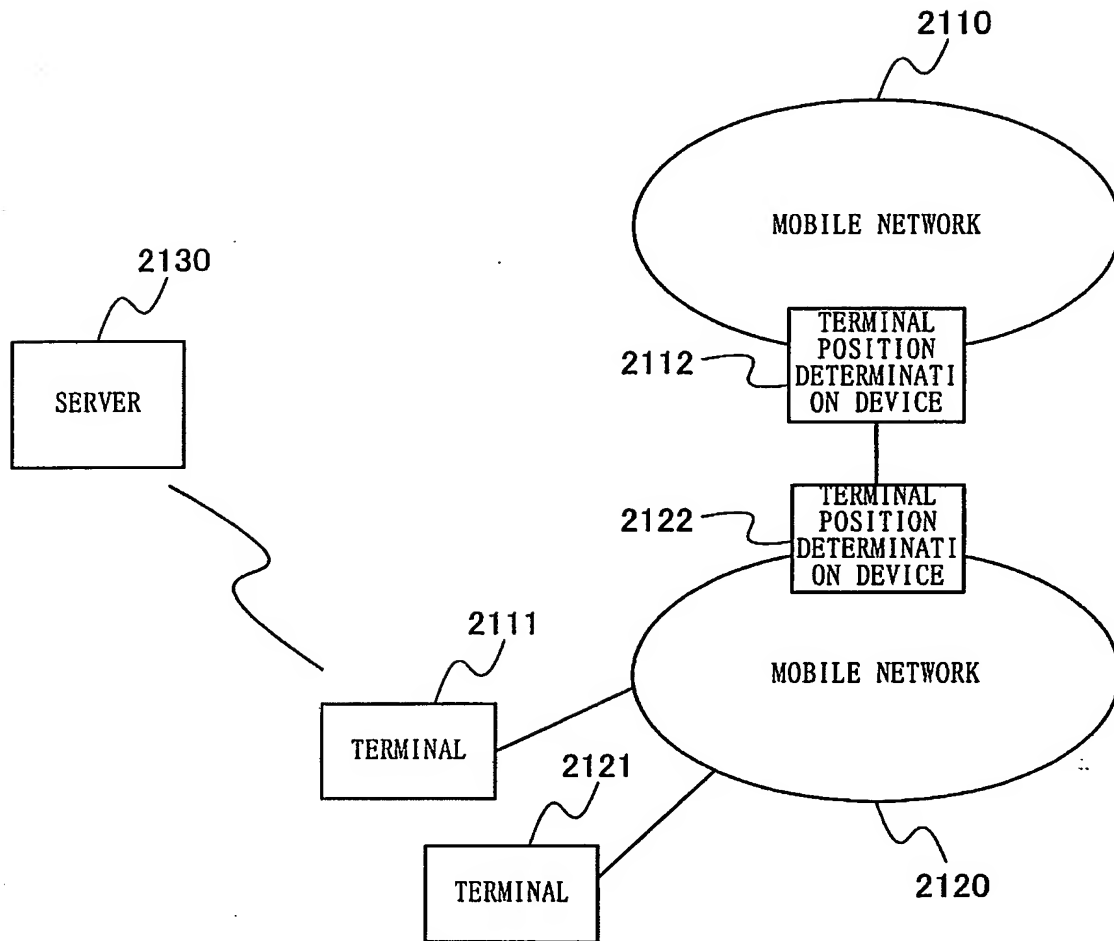 2110
MOBILE NETWORK
2130
SERVER
TERMINAL
POSITION
DETERMINATI
ON DEVICE
2112
TERMINAL
POSITION
DETERMINATI
ON DEVICE
2122
2111
MOBILE NETWORK
TERMINAL
2121
TERMINAL
2120